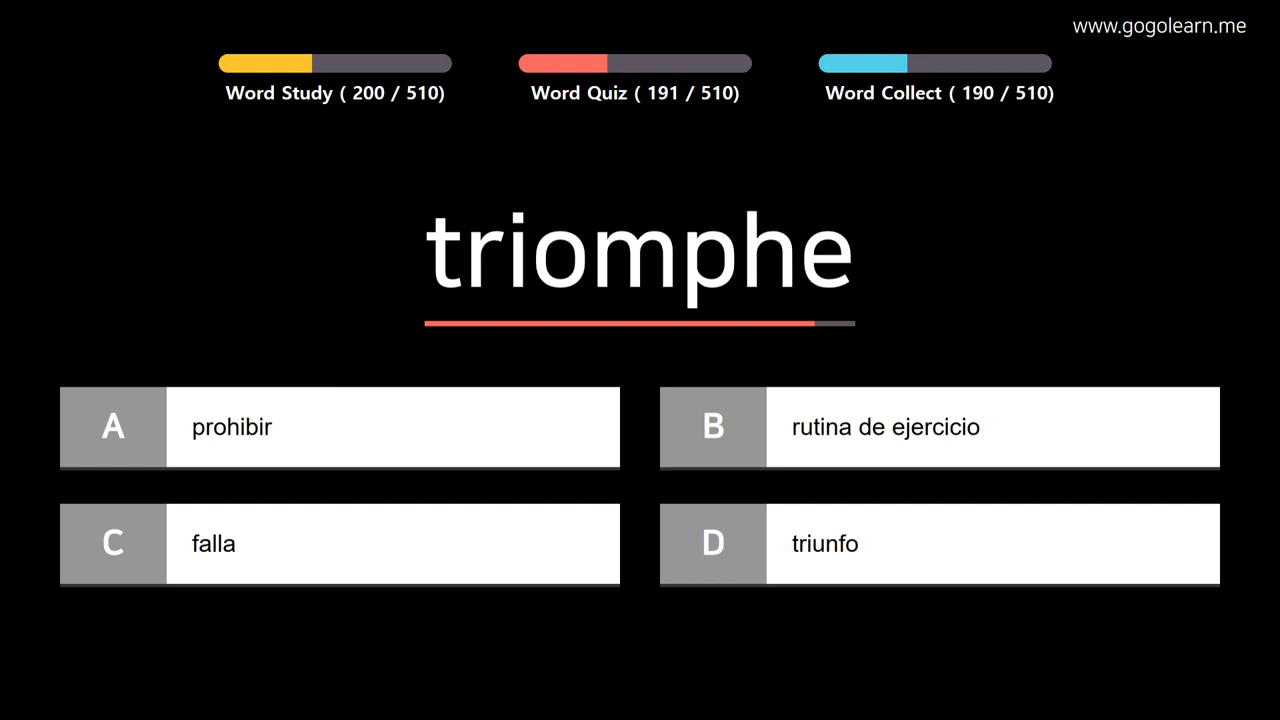 www.gogolearn.me
Word Study ( 200 / 510)
Word Quiz ( 191 / 510)
Word Collect ( 190 / 510)
triomphe
A prohibir
B rutina de ejercicio
C falla
D triunfo